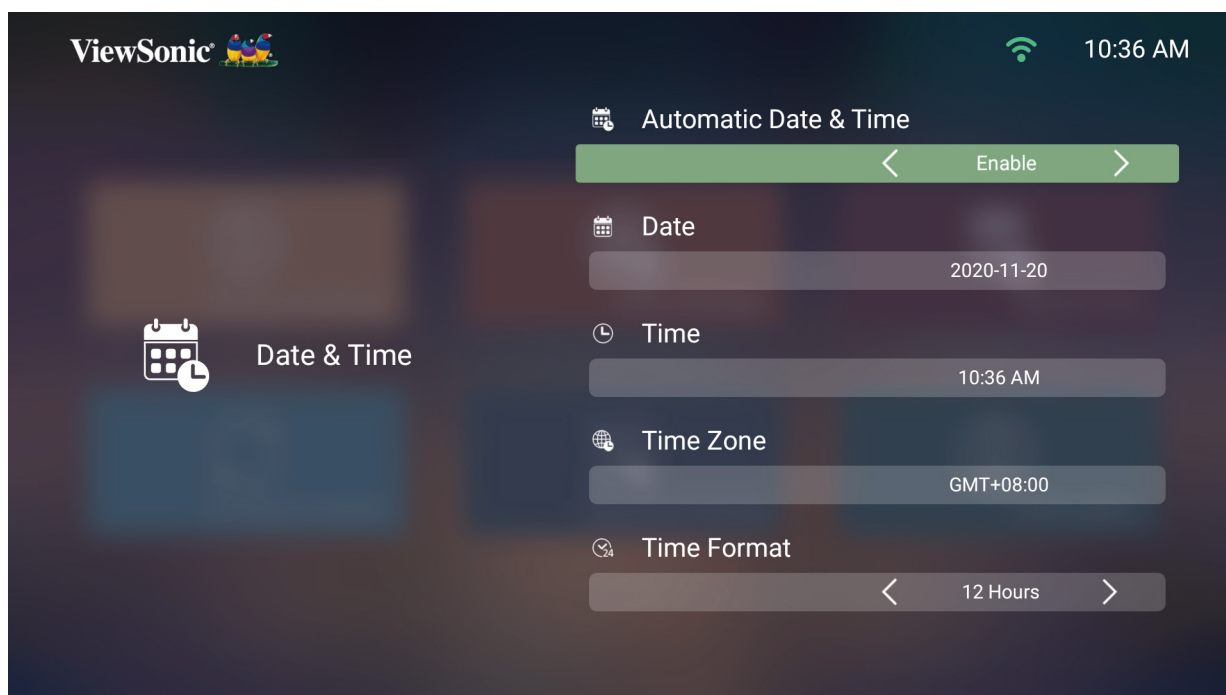 ViewSonic®
10:36 AM
Automatic Date & Time
Enable
Date
2020-11-20
Date & Time
Time
10:36 AM
Time Zone
GMT+08:00
24
Time Format
12 Hours